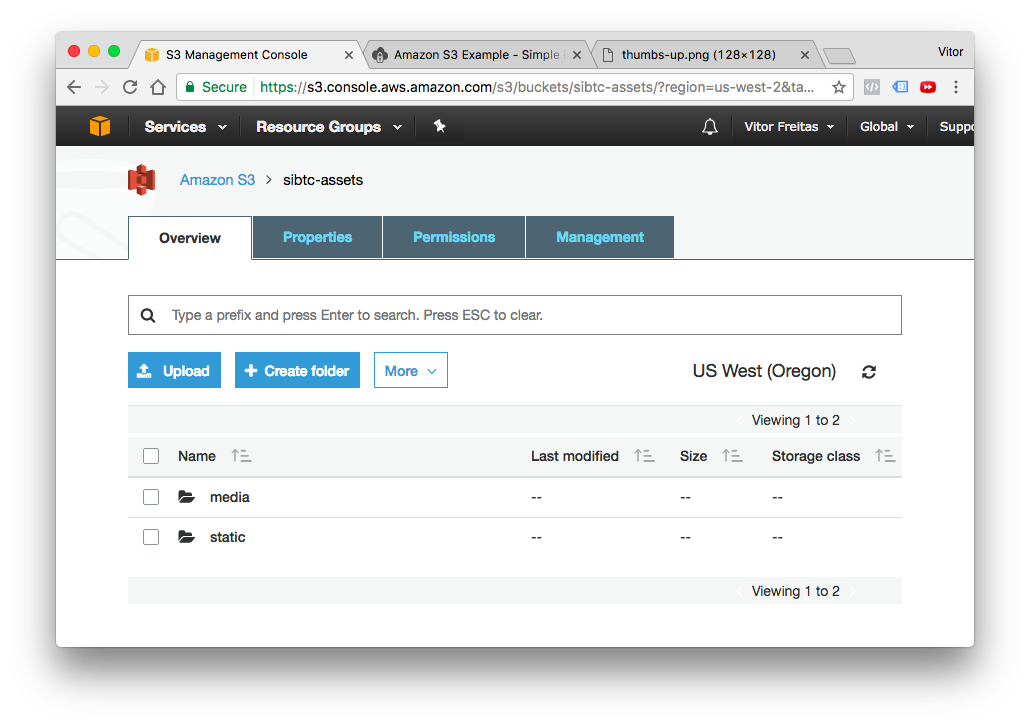 S3 Management Console
Amazon S3 Example - Simple
thumbs-up.png (128×128)
Vitor
Secure https://s3.console.aws.amazon.com/s3/buckets/sibtc-assets/?region=us-west-2&ta...
Services Resource Groups Vitor Freitas Global Suppo
Amazon S3 > sibtc-assets
Overview Properties Permissions Management
Type a prefix and press Enter to search. Press ESC to clear.
Upload Create folder More US West (Oregon)
Viewing 1 to 2
Name Last modified Size Storage class
media -- -- --
static -- -- --
Viewing 1 to 2